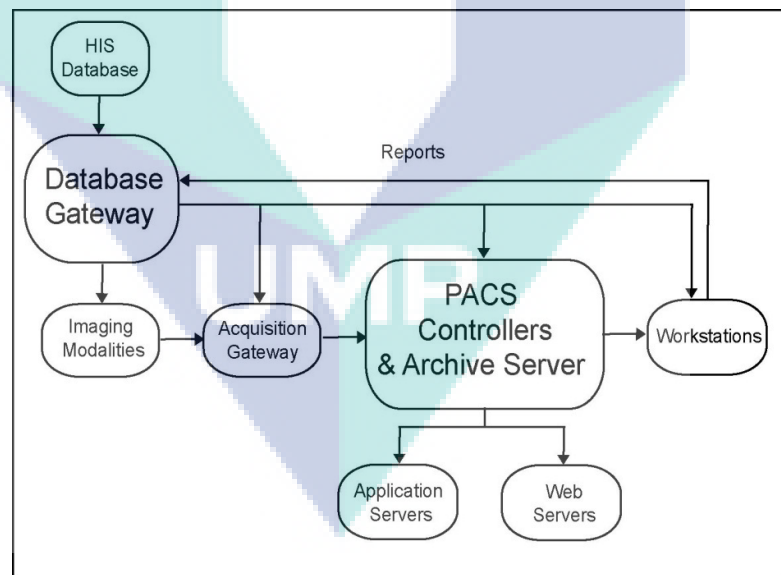 HIS
Database
Reports
Database
Gateway
UMP
PACS
Controllers
& Archive Server
Imaging
Modalities
Acquisition
Gateway
Workstations
Application
Servers
Web
Servers